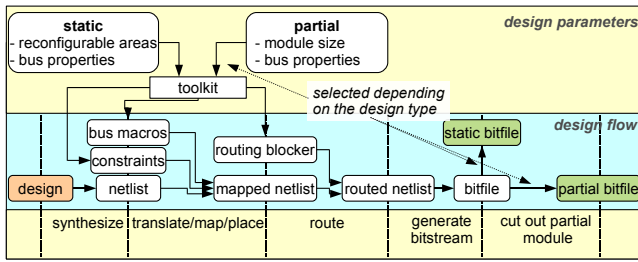 static
- reconfigurable areas
- bus properties
partial
- module size
- bus properties
design parameters
toolkit
selected depending
on the design type
design flow
bus macros
static bitfile
constraints
routing blocker
design
netlist
mapped netlist
routed netlist
bitfile
partial bitfile
synthesize
translate/map/place
route
generate
bitstream
cut out partial
module